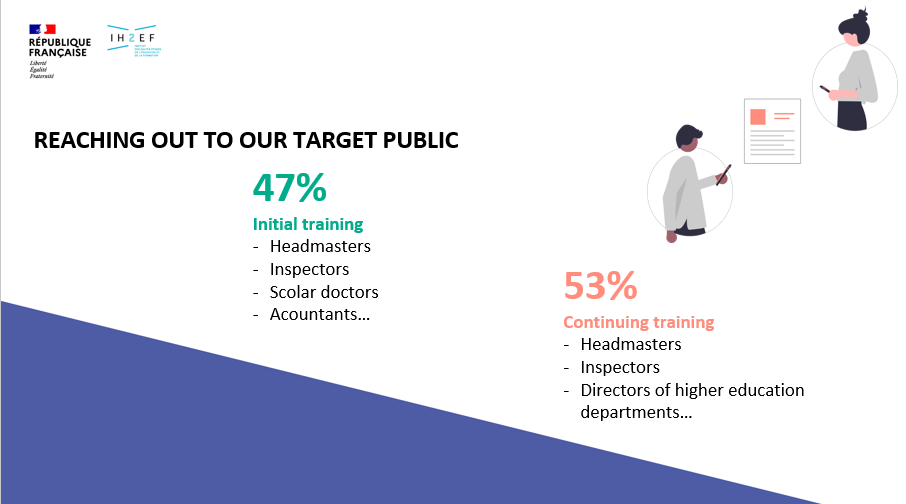 RÉPUBLIQUE
FRANÇAISE
Liberté
Égalité
Fraternité
IH2EF
REACHING OUT TO OUR TARGET PUBLIC
47%
Initial training
- Headmasters
- Inspectors
- Scolar doctors
- Acountants...
53%
Continuing training
- Headmasters
- Inspectors
- Directors of higher education
departments...